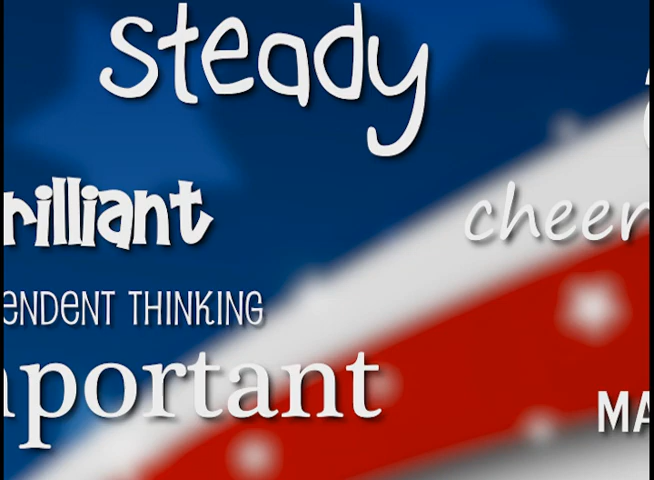 steady
rilliant
cheer
ENDENT THINKING
portant
MA